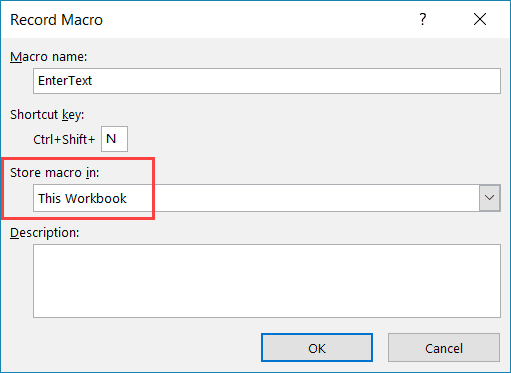 Record Macro ?
Macro name:
EnterText
Shortcut key:
Ctrl+Shift+ N
Store macro in:
This Workbook
Description:
OK Cancel